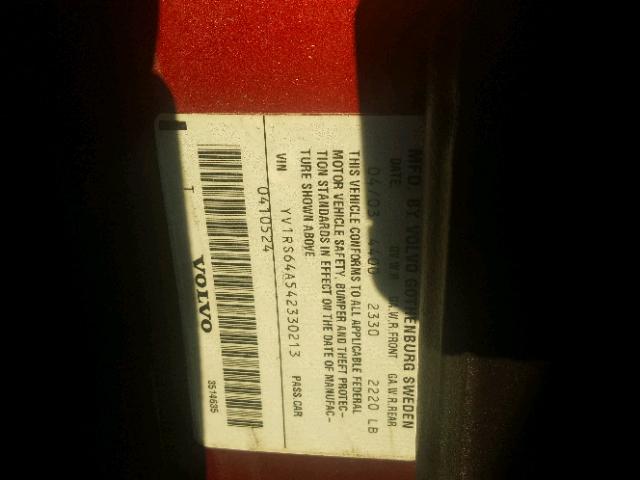 MFD. BY VOLVO GOTHENBURG SWEDEN
DATE G.V.W.R. G.A.W.R.FRONT G.A.W.R.REAR
04/03 4400 2330 2220 LB
THIS VEHICLE CONFORMS TO ALL APPLICABLE FEDERAL
MOTOR VEHICLE SAFETY, BUMPER AND THEFT PROTEC-
TION STANDARDS IN EFFECT ON THE DATE OF MANUFAC-
TURE SHOWN ABOVE
VIN YV1RS64A542330213 PASS.CAR
0410524
T VOLVO 3514635